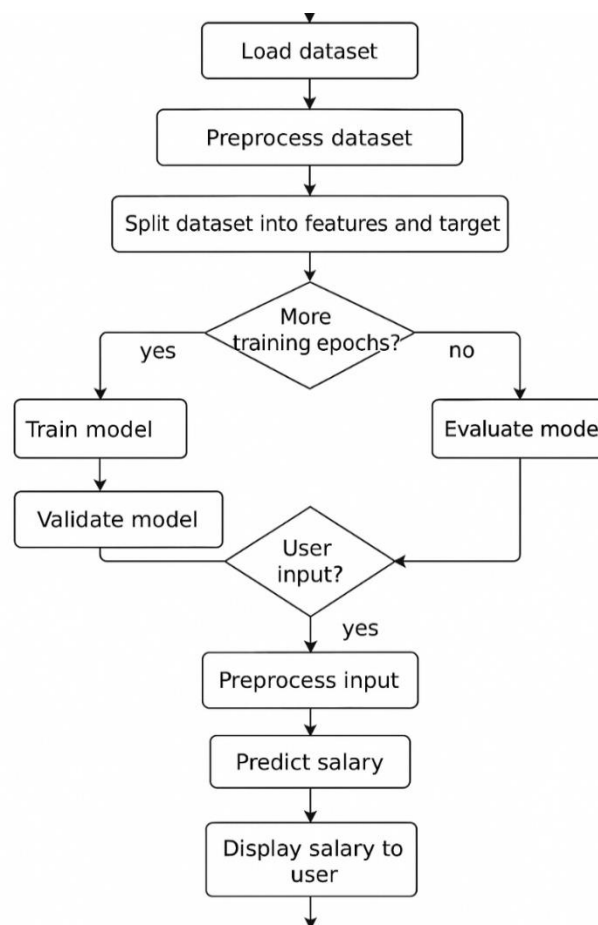 Load dataset
Preprocess dataset
Split dataset into features and target
More
training epochs?
yes
no
Train model
Evaluate model
Validate model
User
input?
yes
Preprocess input
Predict salary
Display salary to
user